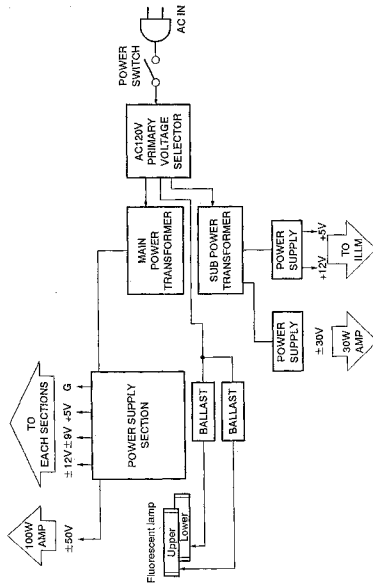 AC IN
POWER
SWITCH
AC120V
PRIMARY
VOLTAGE
SELECTOR
MAIN
POWER
TRANSFORMER
SUB POWER
TRANSFORMER
POWER
SUPPLY
+12V +5V
TO
ILLM
POWER
SUPPLY
±30V
30W
AMP
TO
EACH SECTIONS
±12V ±9V +5V G
POWER SUPPLY
SECTION
100W
AMP
±50V
BALLAST
BALLAST
Fluorescent lamp
Upper
Lower